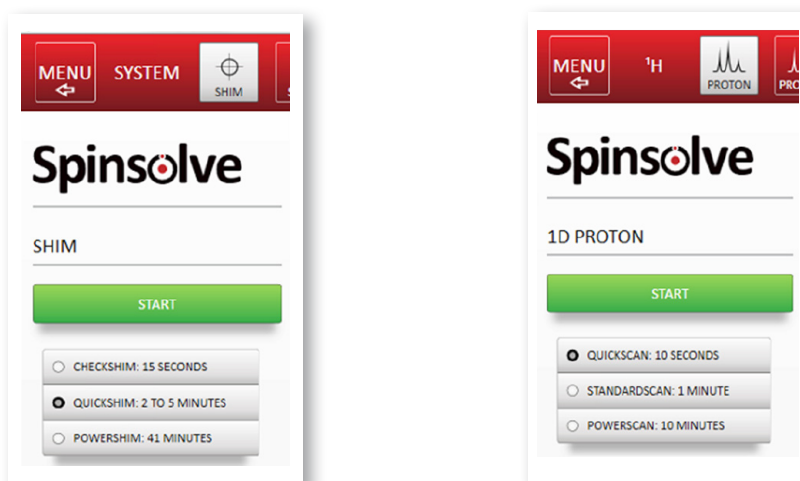 MENU SYSTEM SHIM
Spinsolve
SHIM
START
CHECKSHIM: 15 SECONDS
QUICKSHIM: 2 TO 5 MINUTES
POWERSHIM: 41 MINUTES
MENU ¹H PROTON
Spinsolve
1D PROTON
START
QUICKSCAN: 10 SECONDS
STANDARDSCAN: 1 MINUTE
POWERSCAN: 10 MINUTES